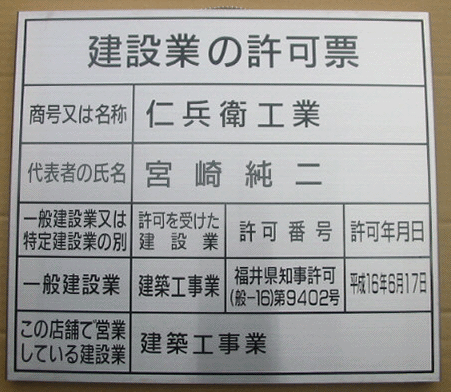 建設業の許可票
商号又は名称 仁兵衛工業
代表者の氏名 宮崎純二
一般建設業又は
特定建設業の別
許可を受けた
建設業
許可番号
許可年月日
一般建設業
建築工事業
福井県知事許可
(般-16)第9402号
平成16年6月17日
この店舗で営業
している建設業
建築工事業